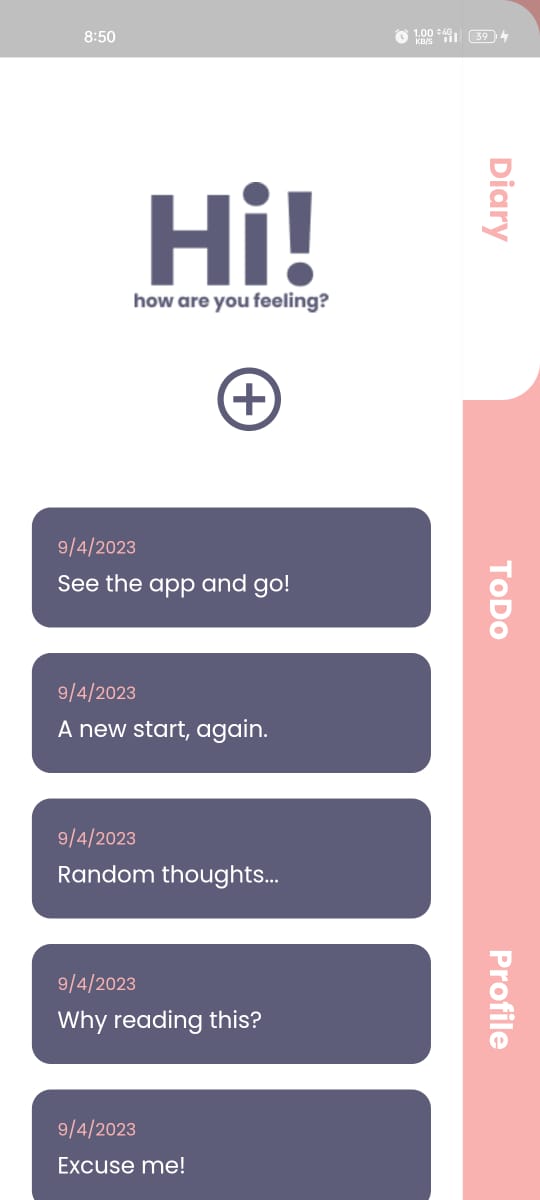 8:50
1.00 KB/S 4G 39
Hi!
how are you feeling?
9/4/2023
See the app and go!
9/4/2023
A new start, again.
9/4/2023
Random thoughts...
9/4/2023
Why reading this?
9/4/2023
Excuse me!
Diary
ToDo
Profile